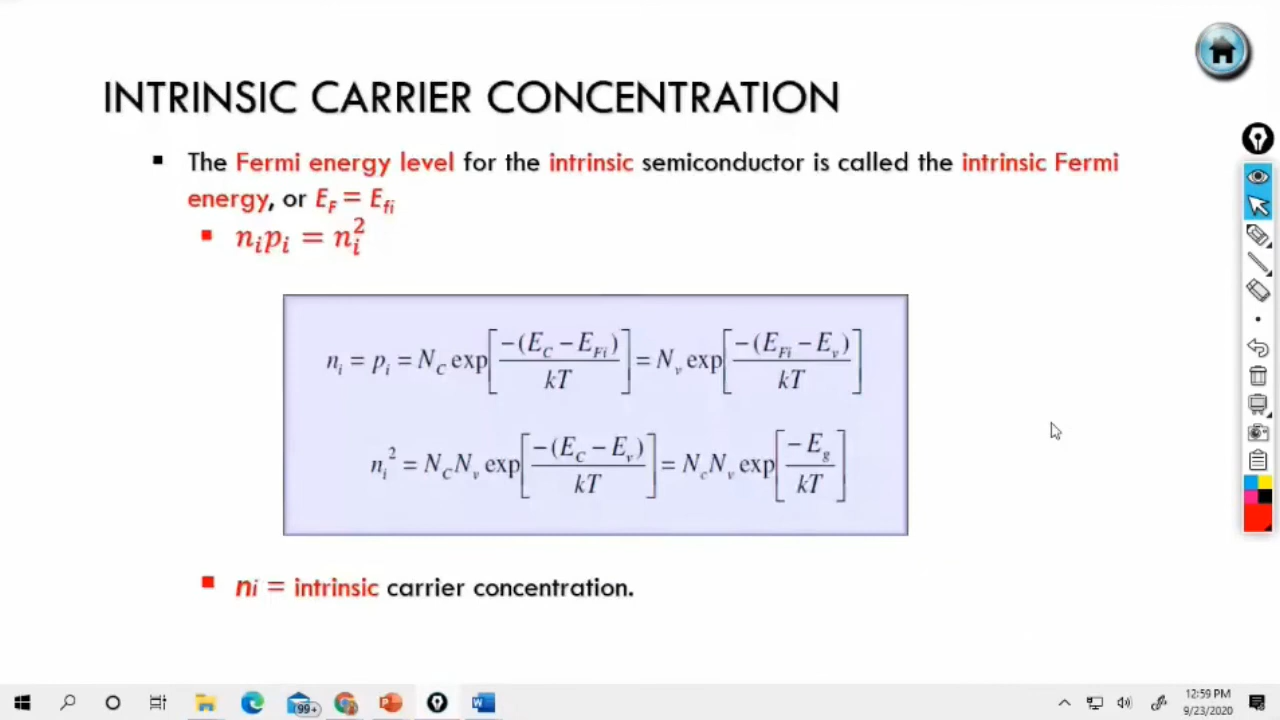 INTRINSIC CARRIER CONCENTRATION
▪ The Fermi energy level for the intrinsic semiconductor is called the intrinsic Fermi
energy, or E_F = E_fi
▪ n_i p_i = n_i^2
n_i = p_i = N_C exp[−(E_C − E_Fi)/kT] = N_v exp[−(E_Fi − E_v)/kT]
n_i^2 = N_C N_v exp[−(E_C − E_v)/kT] = N_c N_v exp[−E_g/kT]
▪ ni = intrinsic carrier concentration.
99+
12:59 PM
9/23/2020